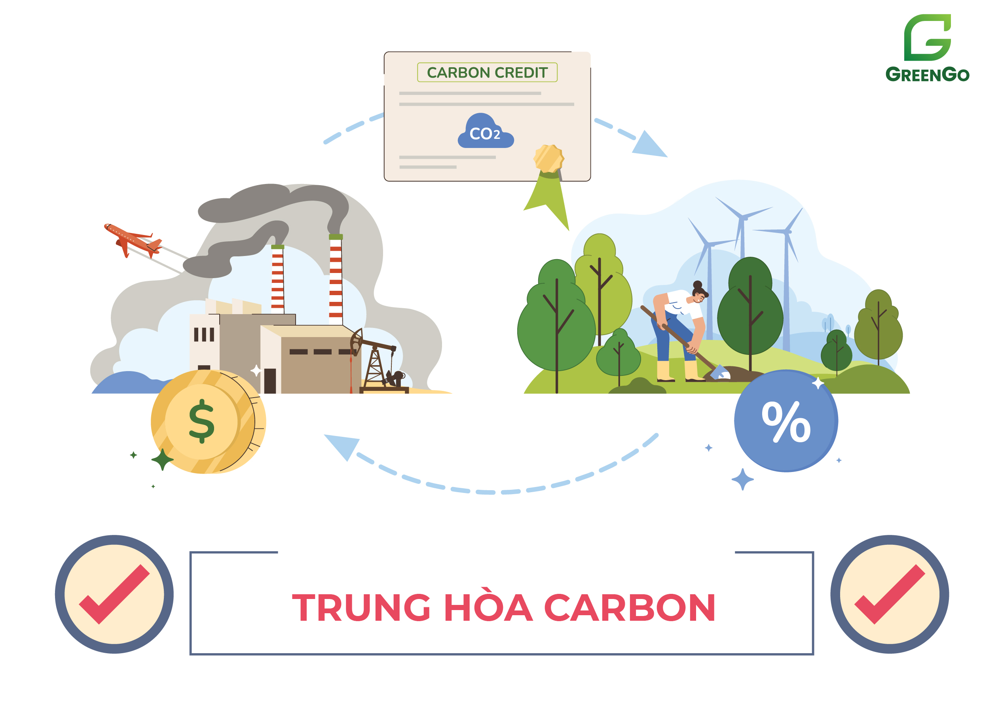 GREENGO
CARBON CREDIT
CO2
$
%
TRUNG HÒA CARBON